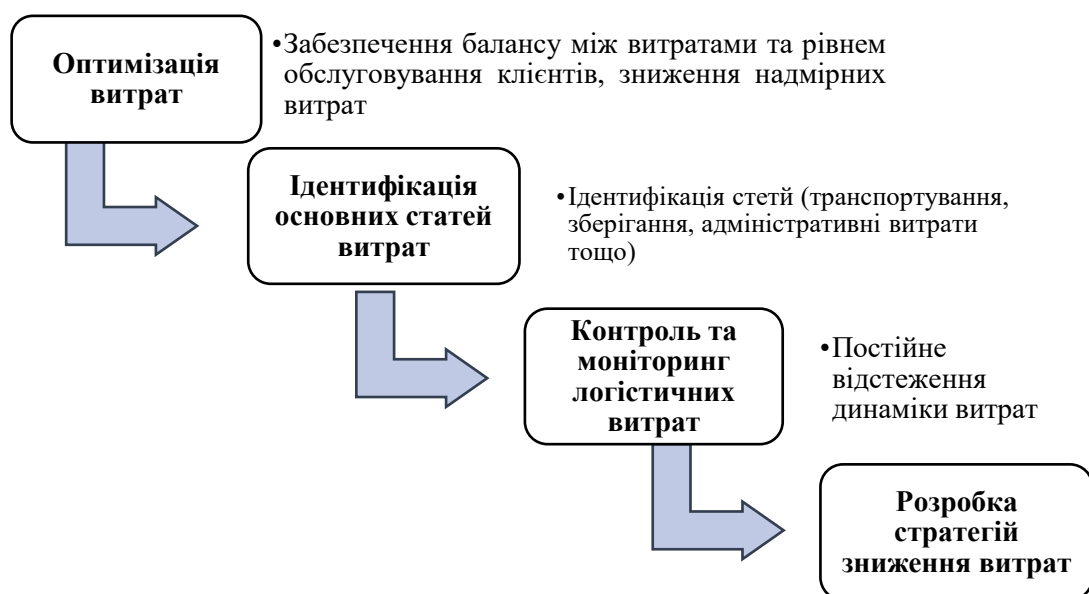 Оптимізація
витрат
•Забезпечення балансу між витратами та рівнем
обслуговування клієнтів, зниження надмірних
витрат
Ідентифікація
основних статей
витрат
•Ідентифікація стетй (транспортування,
зберігання, адміністративні витрати
тощо)
Контроль та
моніторинг
логістичних
витрат
•Постійне
відстеження
динаміки витрат
Розробка
стратегій
зниження витрат